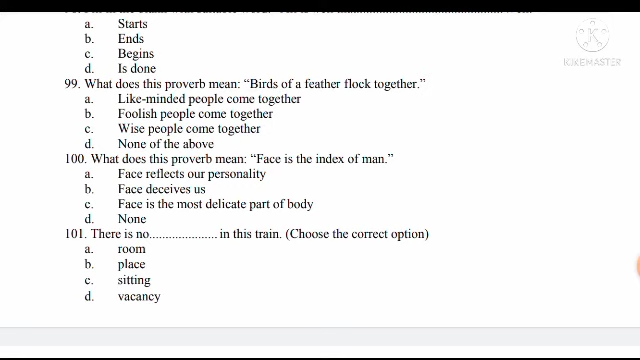 a. Starts
b. Ends
c. Begins
d. Is done
99. What does this proverb mean: “Birds of a feather flock together.”
a. Like-minded people come together
b. Foolish people come together
c. Wise people come together
d. None of the above
100. What does this proverb mean: “Face is the index of man.”
a. Face reflects our personality
b. Face deceives us
c. Face is the most delicate part of body
d. None
101. There is no..................... in this train. (Choose the correct option)
a. room
b. place
c. sitting
d. vacancy
KINEMASTER